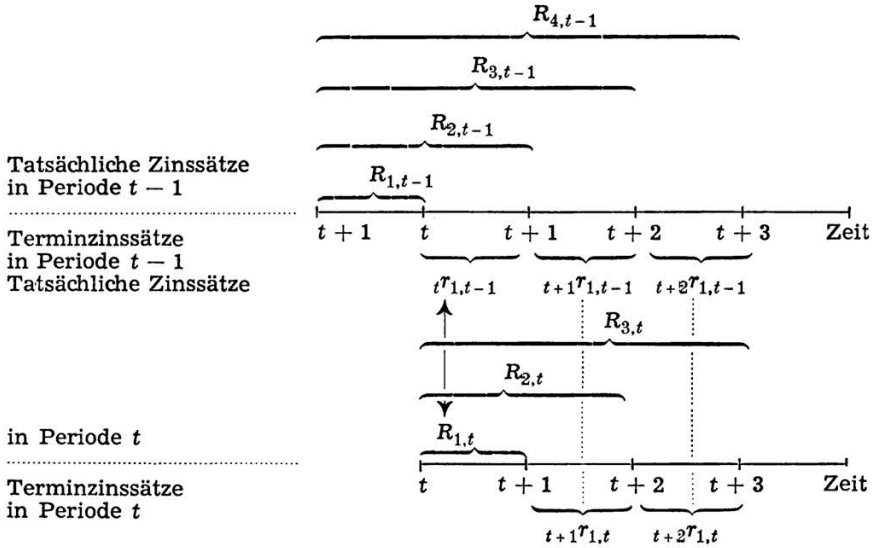 R4,t−1
R3,t−1
R2,t−1
Tatsächliche Zinssätze
in Periode t − 1
R1,t−1
t + 1 t t + 1 t + 2 t + 3 Zeit
Terminzinssätze
in Periode t − 1
Tatsächliche Zinssätze
tr1,t−1 t+1r1,t−1 t+2r1,t−1
R3,t
R2,t
in Periode t
R1,t
t t + 1 t + 2 t + 3 Zeit
Terminzinssätze
in Periode t
t+1r1,t t+2r1,t